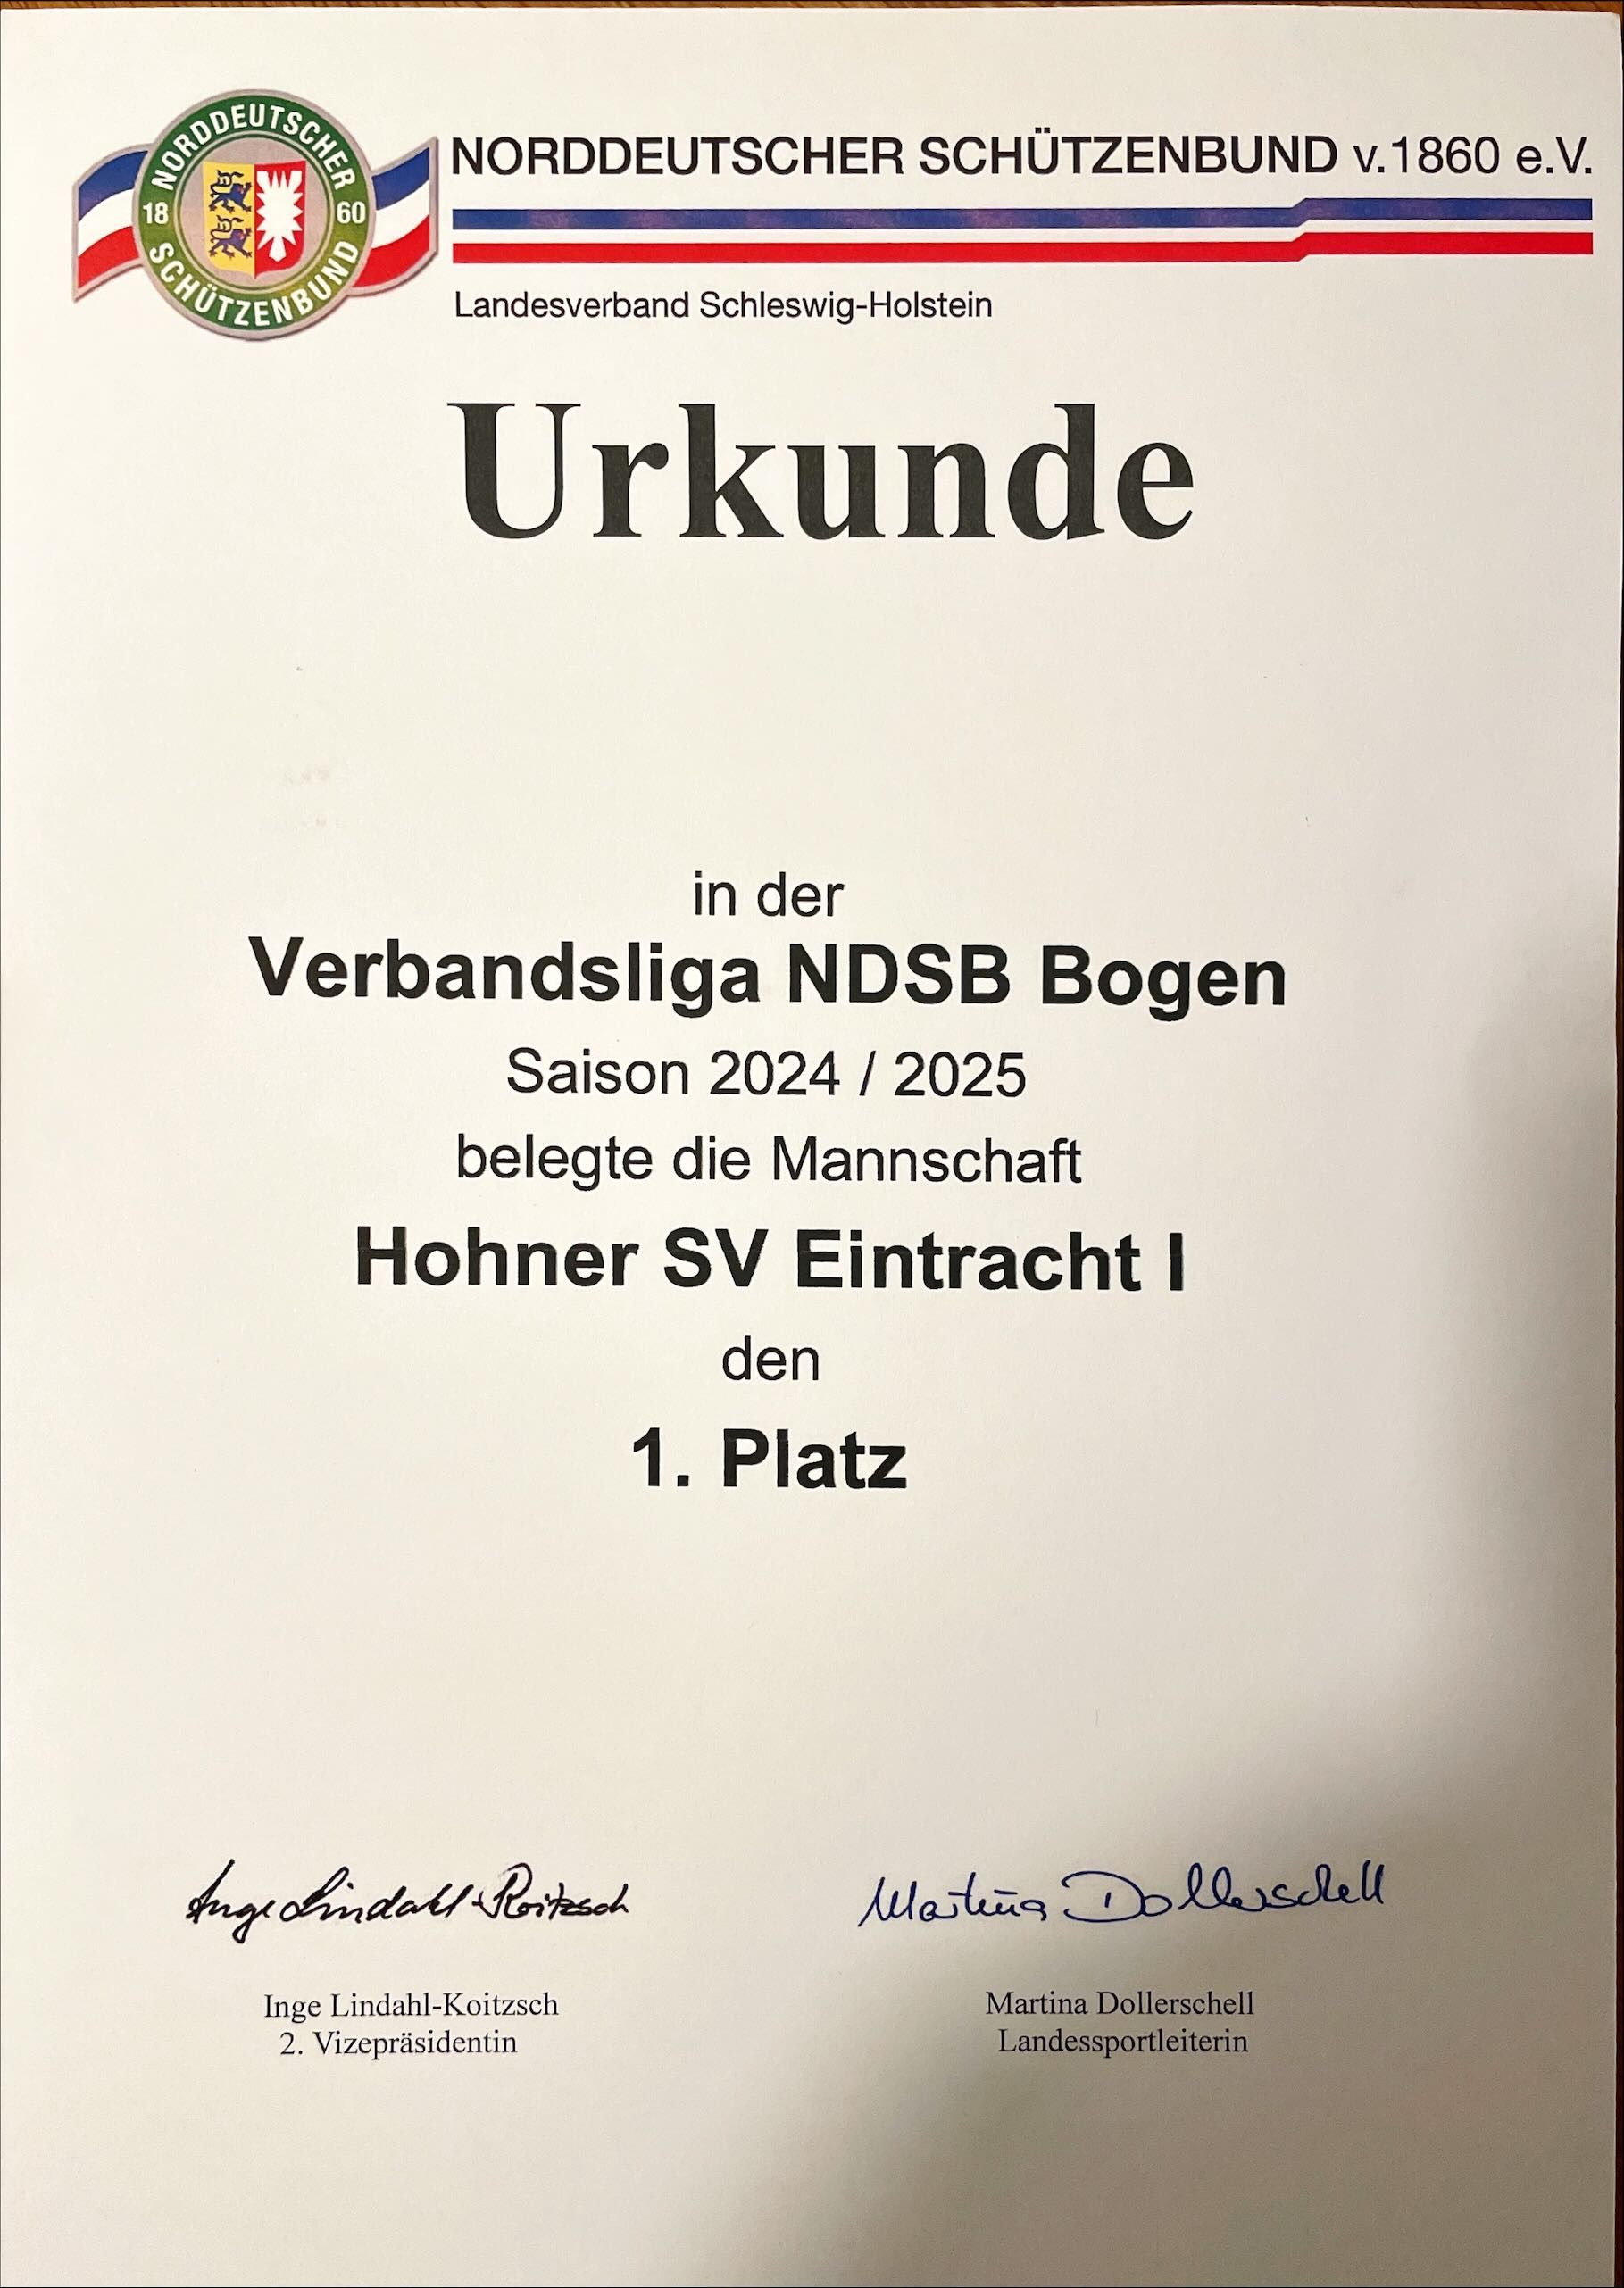 NORDDEUTSCHER
18 60
SCHÜTZENBUND
NORDDEUTSCHER SCHÜTZENBUND v.1860 e.V.
Landesverband Schleswig-Holstein
Urkunde
in der
Verbandsliga NDSB Bogen
Saison 2024 / 2025
belegte die Mannschaft
Hohner SV Eintracht I
den
1. Platz
Inge Lindahl-Koitzsch
Martina Dollerschell
Inge Lindahl-Koitzsch
2. Vizepräsidentin
Martina Dollerschell
Landessportleiterin